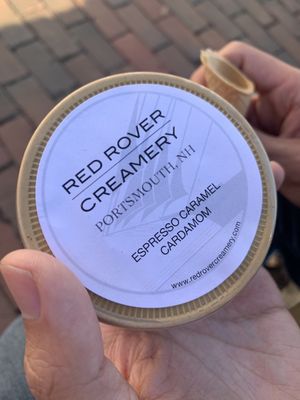 RED ROVER
CREAMERY
PORTSMOUTH, NH
ESPRESSO CARAMEL
CARDAMOM
www.redrovercreamery.com